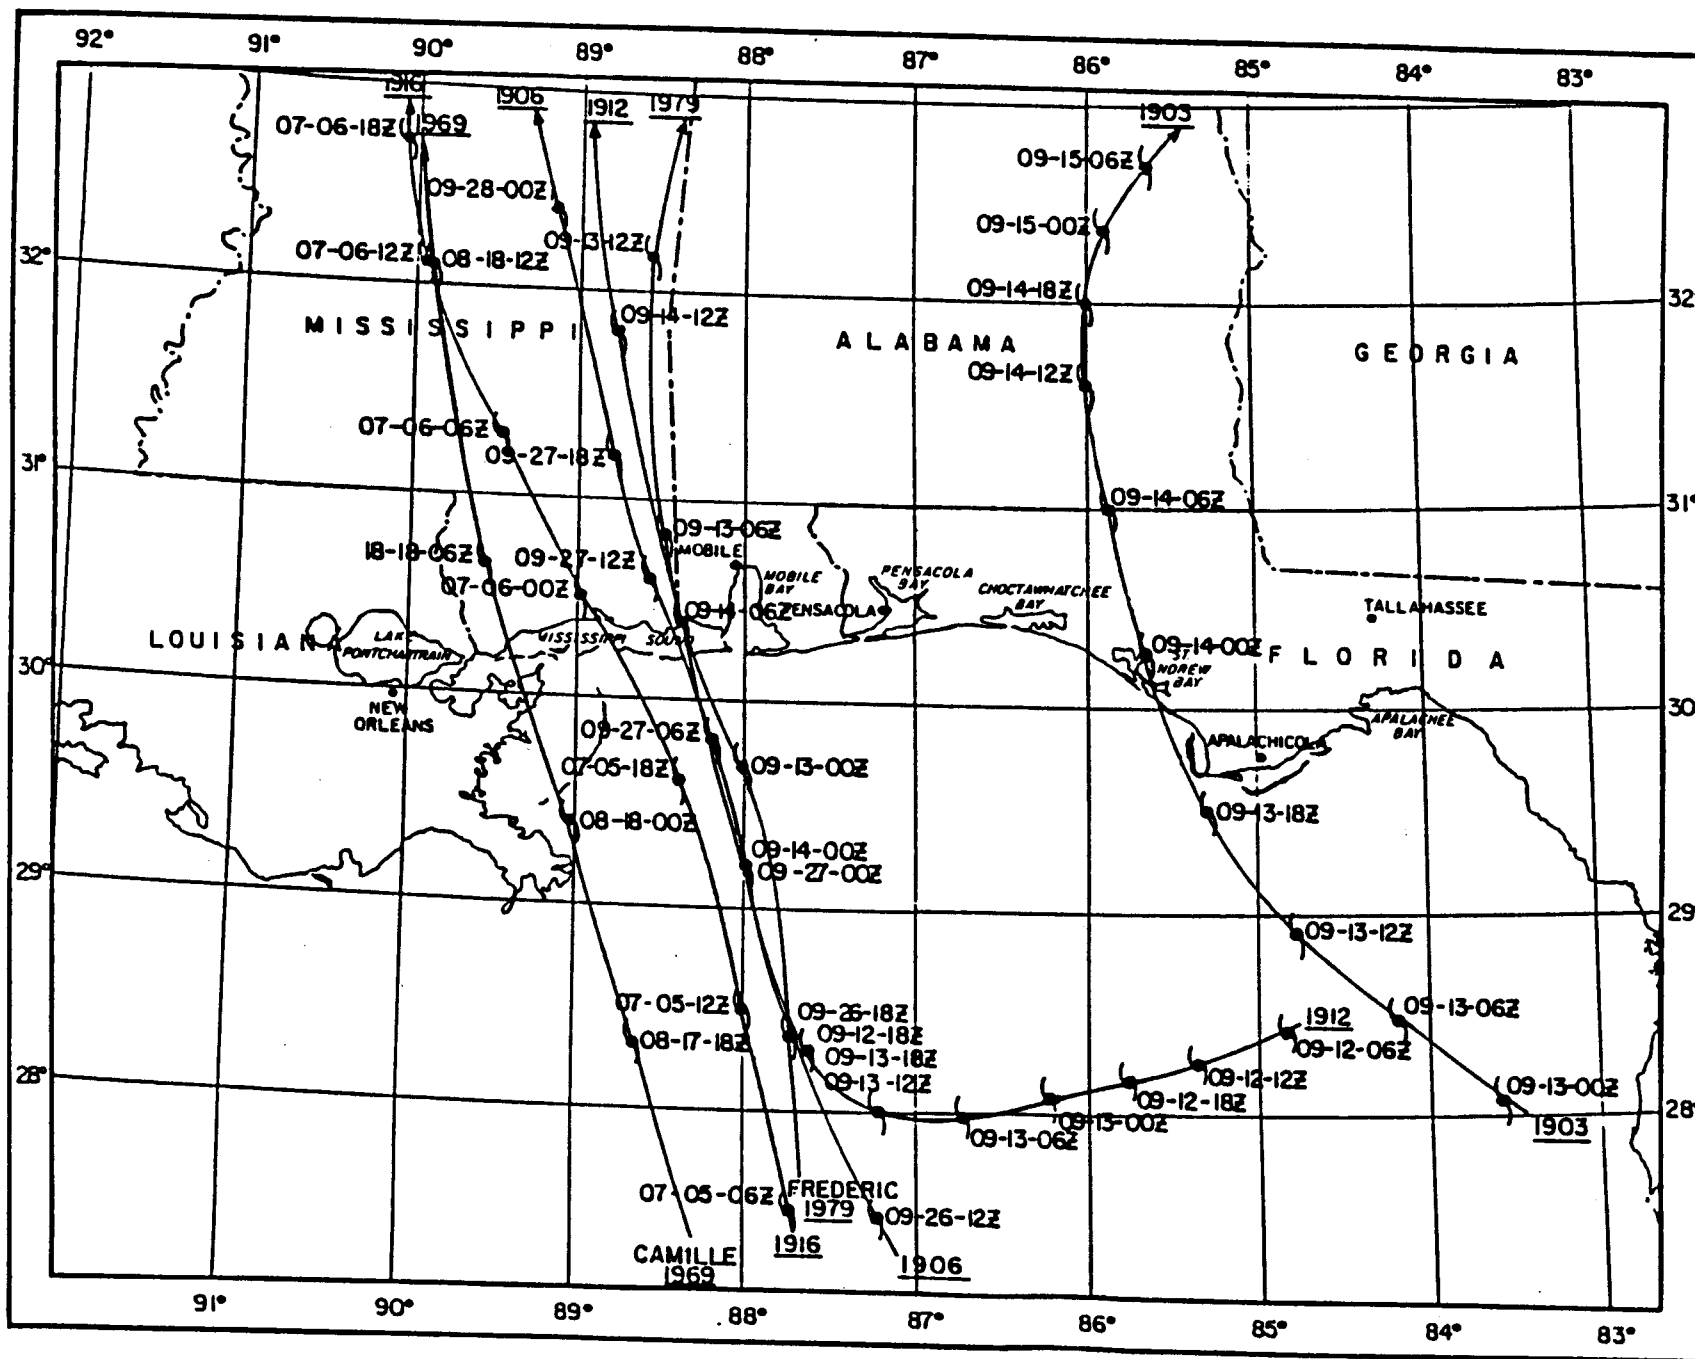 92° 91° 90° 89° 88° 87° 86° 85° 84° 83°
1916 1906 1912 1979 1903
07-06-18Z 1969
09-15-06Z
09-28-00Z
09-15-00Z
09-13-12Z
07-06-12Z 08-18-12Z
32°
09-14-18Z
32°
09-14-12Z
MISSISSIPPI
ALABAMA
GEORGIA
09-14-12Z
07-06-06Z
09-27-18Z
31°
09-14-06Z
31°
09-13-06Z
MOBILE
18-18-06Z
09-27-12Z
07-06-00Z
MOBILE
BAY
PENSACOLA
BAY
CHOCTAWHATCHEE
BAY
09-14-06Z
PENSACOLA
TALLAHASSEE
LOUISIANA
LAK
PONTCHARTRAIN
MISSISSIPPI SOUND
09-14-00Z
ST.
NDREW
BAY
FLORIDA
30°
30°
NEW
ORLEANS
09-27-06Z
APALACHEE
BAY
APALACHICOLA
07-05-18Z
09-13-00Z
08-18-00Z
09-13-18Z
09-14-00Z
09-27-00Z
29°
29°
09-13-12Z
07-05-12Z
09-26-18Z
09-12-18Z
09-13-18Z
09-13-12Z
08-17-18Z
09-13-06Z
1912
09-12-06Z
09-12-12Z
09-12-18Z
09-13-00Z
09-13-06Z
09-13-00Z
1903
28°
28°
07-05-06Z
FREDERIC
1979
09-26-12Z
1916
1906
CAMILLE
1969
91° 90° 89° 88° 87° 86° 85° 84° 83°